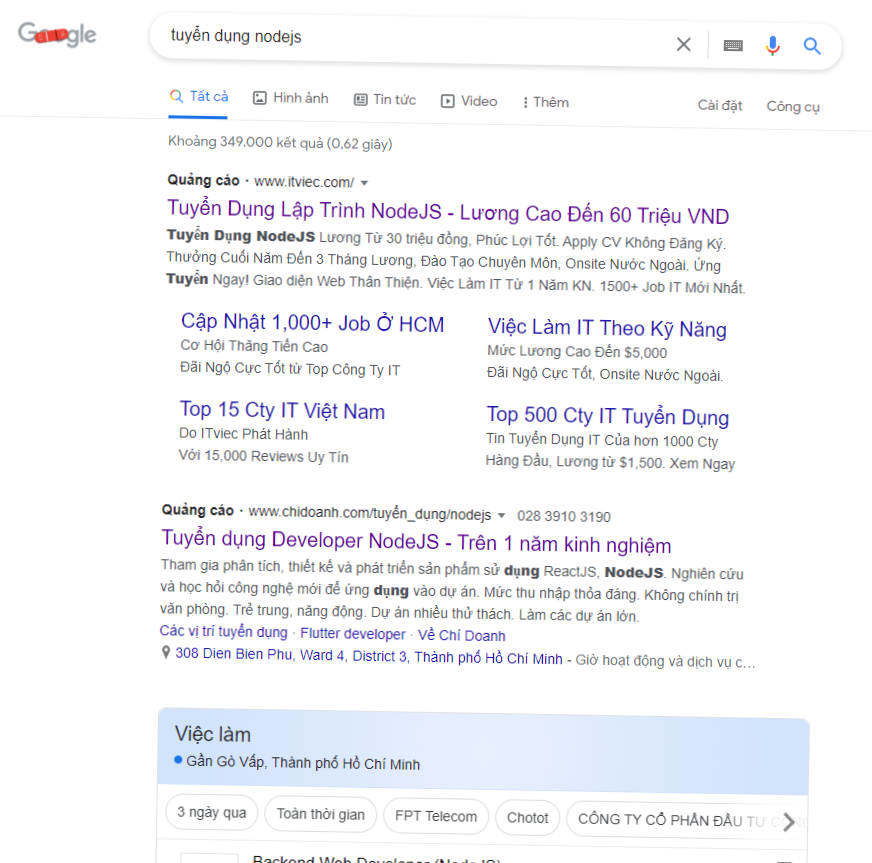 Google
tuyển dụng nodejs
Tất cả Hình ảnh Tin tức Video Thêm Cài đặt Công cụ
Khoảng 349.000 kết quả (0,62 giây)
Quảng cáo · www.itviec.com/
Tuyển Dụng Lập Trình NodeJS - Lương Cao Đến 60 Triệu VND
Tuyển Dụng NodeJS Lương Từ 30 triệu đồng, Phúc Lợi Tốt. Apply CV Không Đăng Ký.
Thưởng Cuối Năm Đến 3 Tháng Lương, Đào Tạo Chuyên Môn, Onsite Nước Ngoài. Ứng
Tuyển Ngay! Giao diện Web Thân Thiện. Việc Làm IT Từ 1 Năm KN. 1500+ Job IT Mới Nhất.
Cập Nhật 1,000+ Job Ở HCM
Cơ Hội Thăng Tiến Cao
Đãi Ngộ Cực Tốt từ Top Công Ty IT
Việc Làm IT Theo Kỹ Năng
Mức Lương Cao Đến $5,000
Đãi Ngộ Cực Tốt, Onsite Nước Ngoài.
Top 15 Cty IT Việt Nam
Do ITviec Phát Hành
Với 15,000 Reviews Uy Tín
Top 500 Cty IT Tuyển Dụng
Tin Tuyển Dụng IT Của hơn 1000 Cty
Hàng Đầu, Lương từ $1,500. Xem Ngay
Quảng cáo · www.chidoanh.com/tuyển_dụng/nodejs 028 3910 3190
Tuyển dụng Developer NodeJS - Trên 1 năm kinh nghiệm
Tham gia phân tích, thiết kế và phát triển sản phẩm sử dụng ReactJS, NodeJS. Nghiên cứu
và học hỏi công nghệ mới để ứng dụng vào dự án. Mức thu nhập thỏa đáng. Không chính trị
văn phòng. Trẻ trung, năng động. Dự án nhiều thử thách. Làm các dự án lớn.
Các vị trí tuyển dụng · Flutter developer · Về Chí Doanh
308 Dien Bien Phu, Ward 4, District 3, Thành phố Hồ Chí Minh - Giờ hoạt động và dịch vụ c...
Việc làm
Gần Gò Vấp, Thành phố Hồ Chí Minh
3 ngày qua Toàn thời gian FPT Telecom Chotot CÔNG TY CỔ PHẦN ĐẦU TƯ CÔNG
Backend Web Developer (NodeJS)